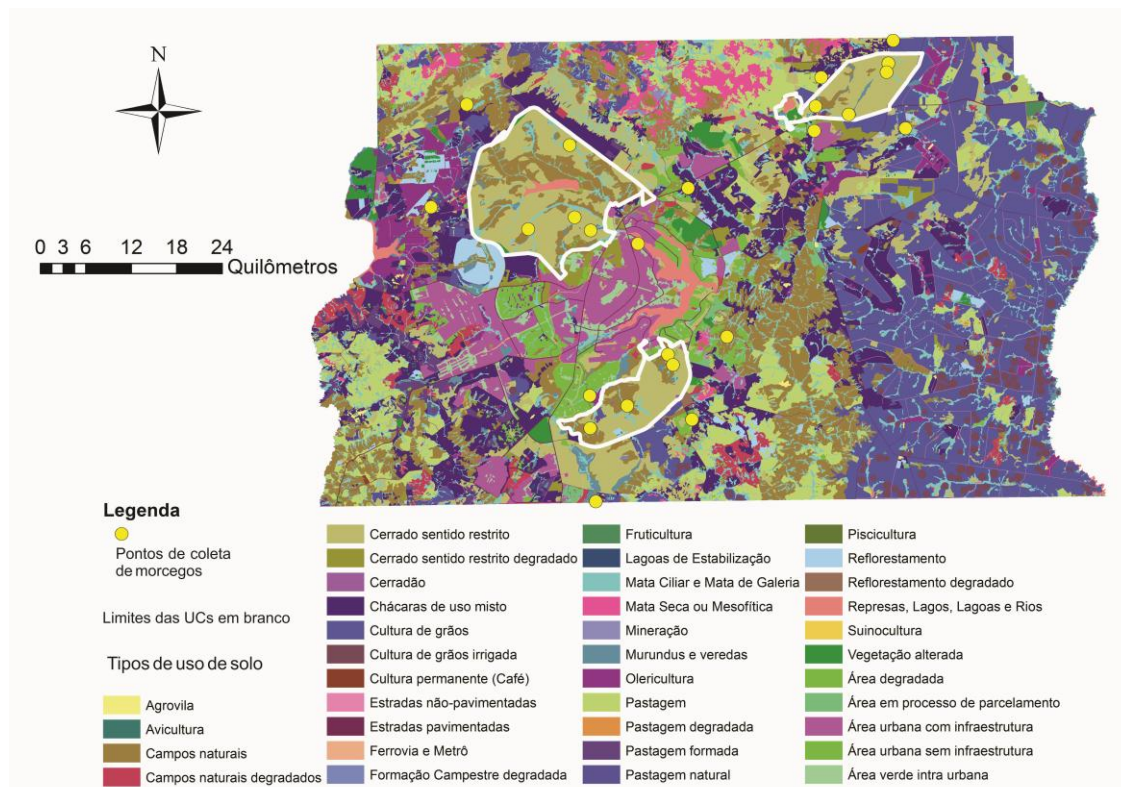 N
0 3 6 12 18 24
Quilômetros
Legenda
Pontos de coleta
de morcegos
Limites das UCs em branco
Tipos de uso de solo
Agrovila
Avicultura
Campos naturais
Campos naturais degradados
Cerrado sentido restrito
Cerrado sentido restrito degradado
Cerradão
Chácaras de uso misto
Cultura de grãos
Cultura de grãos irrigada
Cultura permanente (Café)
Estradas não-pavimentadas
Estradas pavimentadas
Ferrovia e Metrô
Formação Campestre degradada
Fruticultura
Lagoas de Estabilização
Mata Ciliar e Mata de Galeria
Mata Seca ou Mesofítica
Mineração
Murundus e veredas
Olericultura
Pastagem
Pastagem degradada
Pastagem formada
Pastagem natural
Piscicultura
Reflorestamento
Reflorestamento degradado
Represas, Lagos, Lagoas e Rios
Suinocultura
Vegetação alterada
Área degradada
Área em processo de parcelamento
Área urbana com infraestrutura
Área urbana sem infraestrutura
Área verde intra urbana